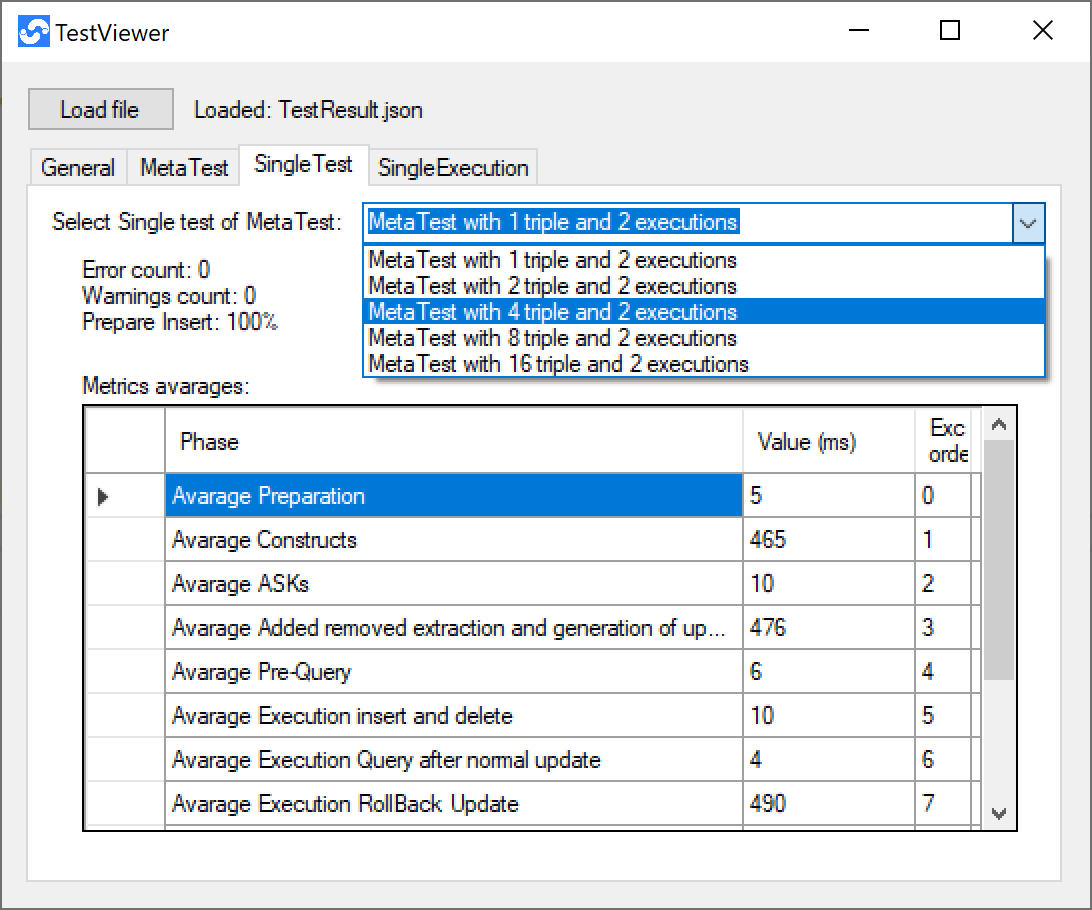 TestViewer
Load file
Loaded: TestResult.json
General
MetaTest
SingleTest
SingleExecution
Select Single test of MetaTest:
MetaTest with 1 triple and 2 executions
MetaTest with 1 triple and 2 executions
MetaTest with 2 triple and 2 executions
MetaTest with 4 triple and 2 executions
MetaTest with 8 triple and 2 executions
MetaTest with 16 triple and 2 executions
Error count: 0
Warnings count: 0
Prepare Insert: 100%
Metrics avarages:
Phase
Value (ms)
Exc
orde
Avarage Preparation 5 0
Avarage Constructs 465 1
Avarage ASKs 10 2
Avarage Added removed extraction and generation of up... 476 3
Avarage Pre-Query 6 4
Avarage Execution insert and delete 10 5
Avarage Execution Query after normal update 4 6
Avarage Execution RollBack Update 490 7